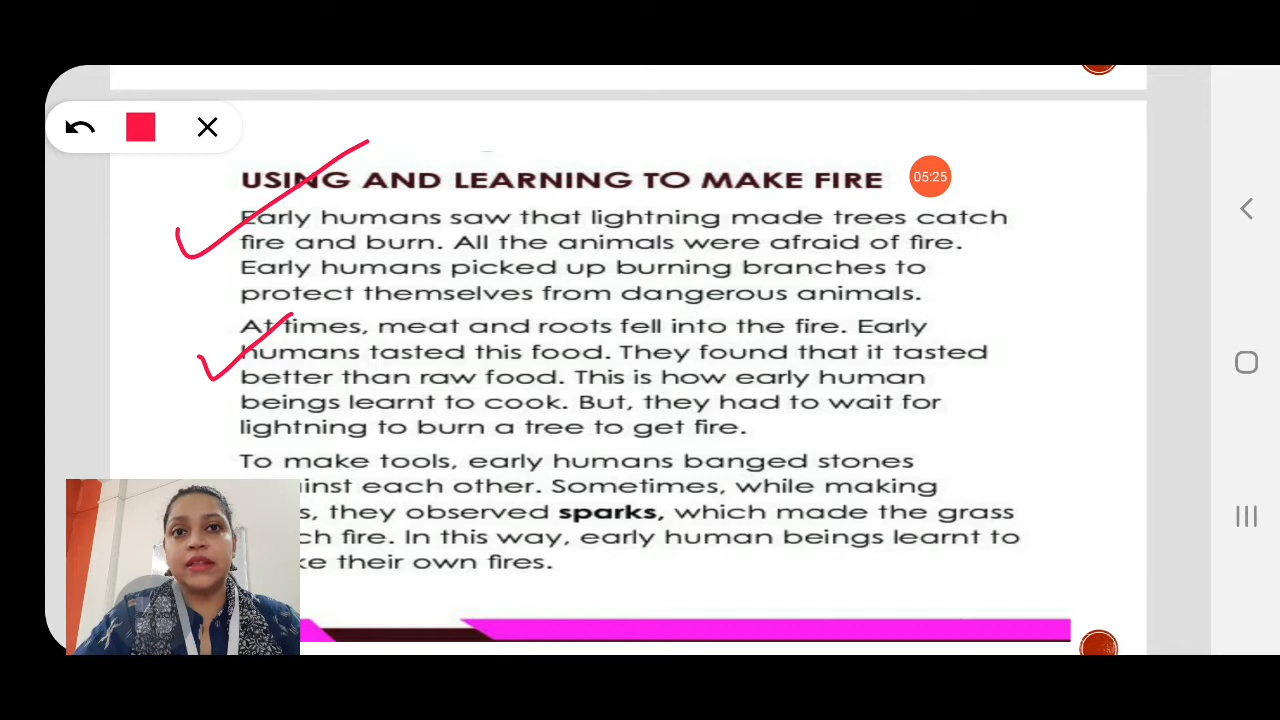 USING AND LEARNING TO MAKE FIRE
05:25
Early humans saw that lightning made trees catch
fire and burn. All the animals were afraid of fire.
Early humans picked up burning branches to
protect themselves from dangerous animals.
At times, meat and roots fell into the fire. Early
humans tasted this food. They found that it tasted
better than raw food. This is how early human
beings learnt to cook. But, they had to wait for
lightning to burn a tree to get fire.
To make tools, early humans banged stones
each other. Sometimes, while making
they observed sparks, which made the grass
fire. In this way, early human beings learnt to
their own fires.